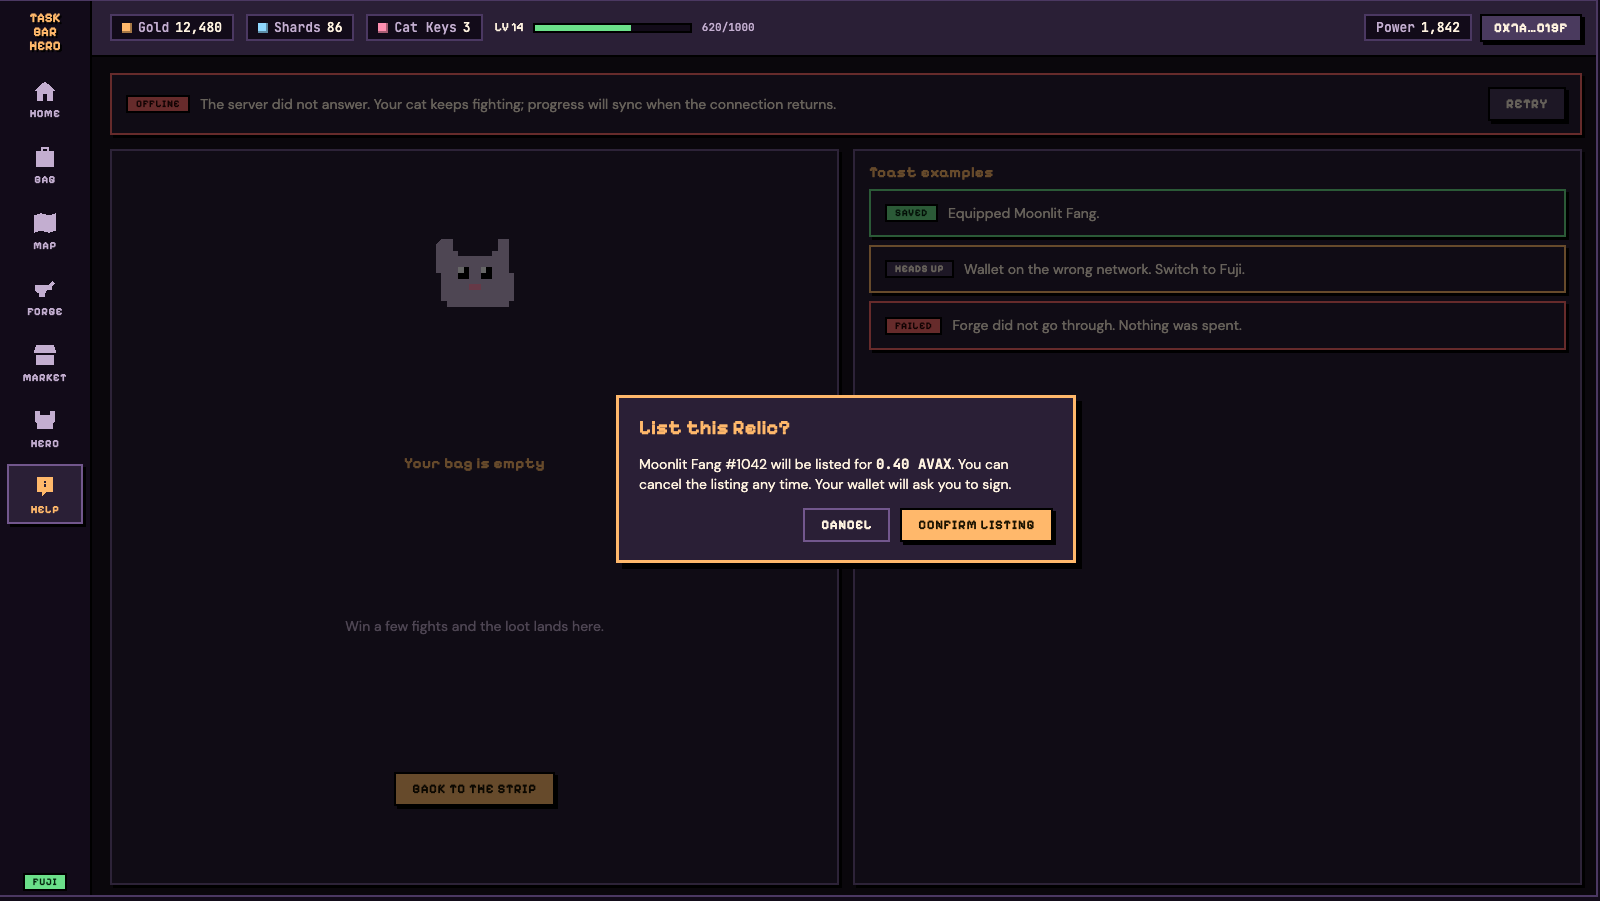 TASK
BAR
HERO
Gold 12,480
Shards 86
Cat Keys 3
LV 14
620/1000
Power 1,842
0X7A…019F
HOME
BAG
MAP
FORGE
MARKET
HERO
HELP
FUJI
OFFLINE
The server did not answer. Your cat keeps fighting; progress will sync when the connection returns.
RETRY
Your bag is empty
Win a few fights and the loot lands here.
BACK TO THE STRIP
Toast examples
SAVED
Equipped Moonlit Fang.
HEADS UP
Wallet on the wrong network. Switch to Fuji.
FAILED
Forge did not go through. Nothing was spent.
List this Relic?
Moonlit Fang #1042 will be listed for 0.40 AVAX. You can
cancel the listing any time. Your wallet will ask you to sign.
CANCEL
CONFIRM LISTING